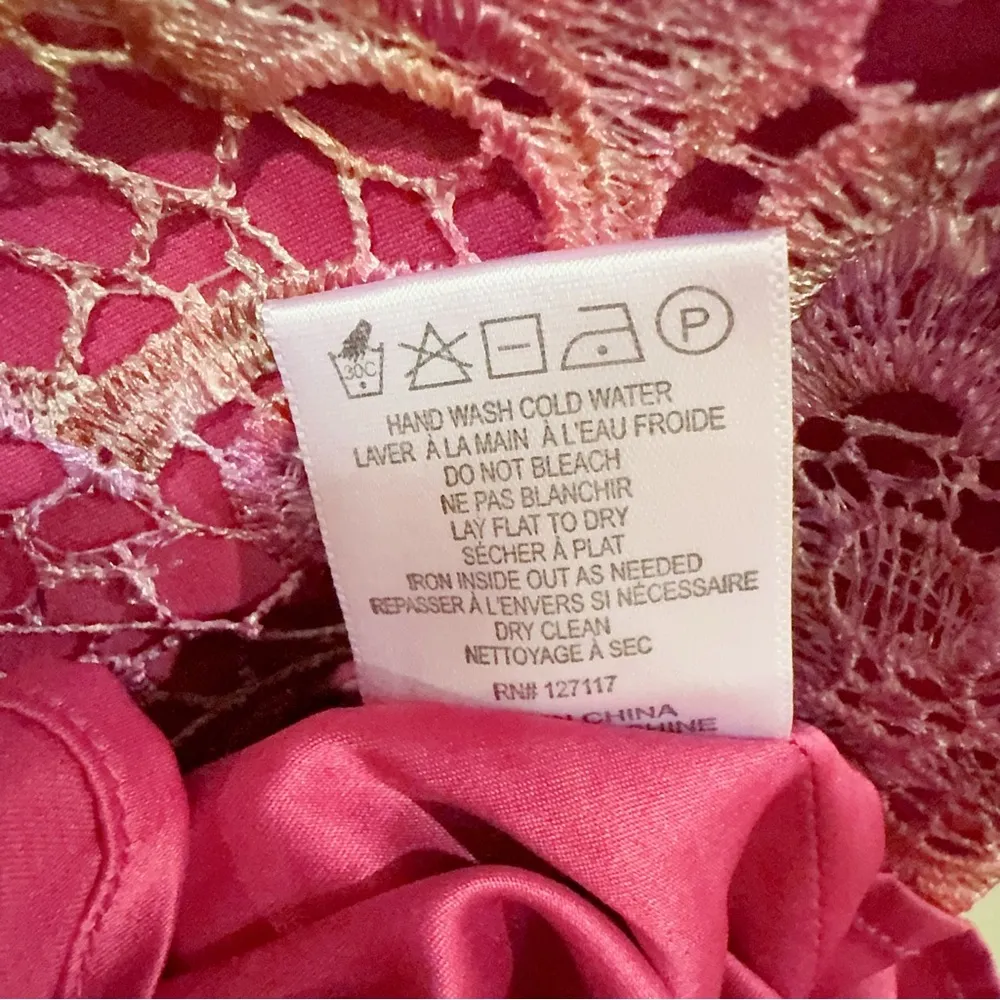 30C P
HAND WASH COLD WATER
LAVER À LA MAIN À L'EAU FROIDE
DO NOT BLEACH
NE PAS BLANCHIR
LAY FLAT TO DRY
SÉCHER À PLAT
IRON INSIDE OUT AS NEEDED
REPASSER À L'ENVERS SI NÉCESSAIRE
DRY CLEAN
NETTOYAGE À SEC
RN# 127117
CHINA